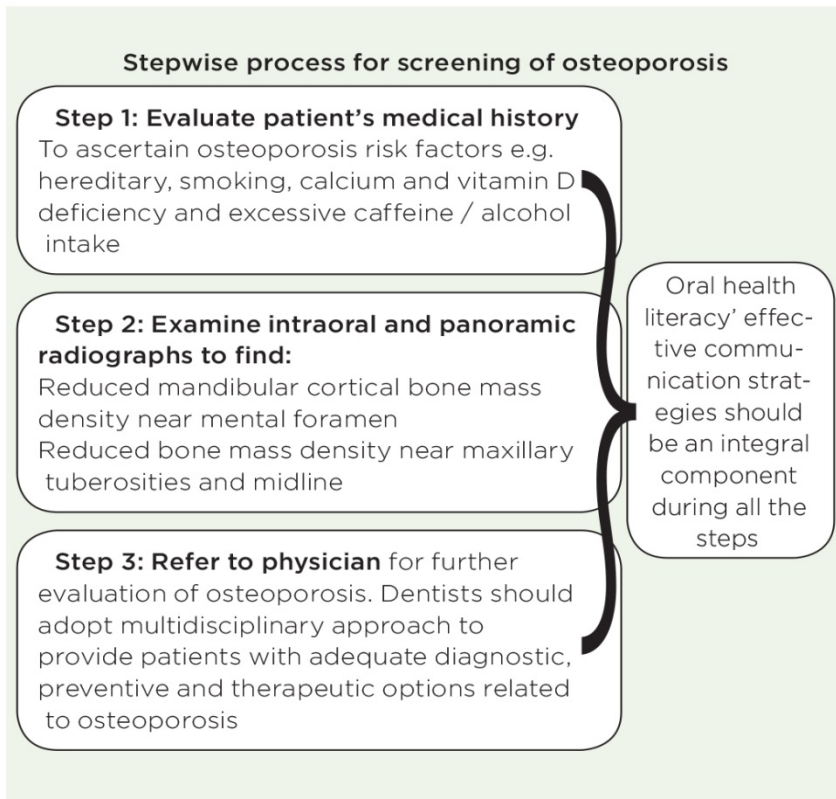 Stepwise process for screening of osteoporosis
Step 1: Evaluate patient's medical history
To ascertain osteoporosis risk factors e.g.
hereditary, smoking, calcium and vitamin D
deficiency and excessive caffeine / alcohol
intake
Step 2: Examine intraoral and panoramic
radiographs to find:
Reduced mandibular cortical bone mass
density near mental foramen
Reduced bone mass density near maxillary
tuberosities and midline
Step 3: Refer to physician for further
evaluation of osteoporosis. Dentists should
adopt multidisciplinary approach to
provide patients with adequate diagnostic,
preventive and therapeutic options related
to osteoporosis
Oral health
literacy' effec-
tive commu-
nication strat-
egies should
be an integral
component
during all the
steps